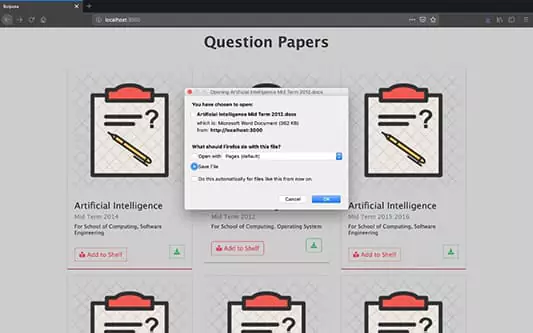 localhost:3000
Question Papers
Opening Artificial Intelligence Mid Term 2012.docx
You have chosen to open:
Artificial Intelligence Mid Term 2012.docx
which is: Microsoft Word Document (362 KB)
from: http://localhost:3000
What should Firefox do with this file?
Open with Pages (default)
Save File
Do this automatically for files like this from now on.
Cancel OK
Artificial Intelligence
Mid Term 2014
For School of Computing, Software
Engineering
Add to Shelf
Mid Term 2012
For School of Computing, Operating System
Add to Shelf
Artificial Intelligence
Mid Term 2015 2016
For School of Computing, Software
Engineering
Add to Shelf